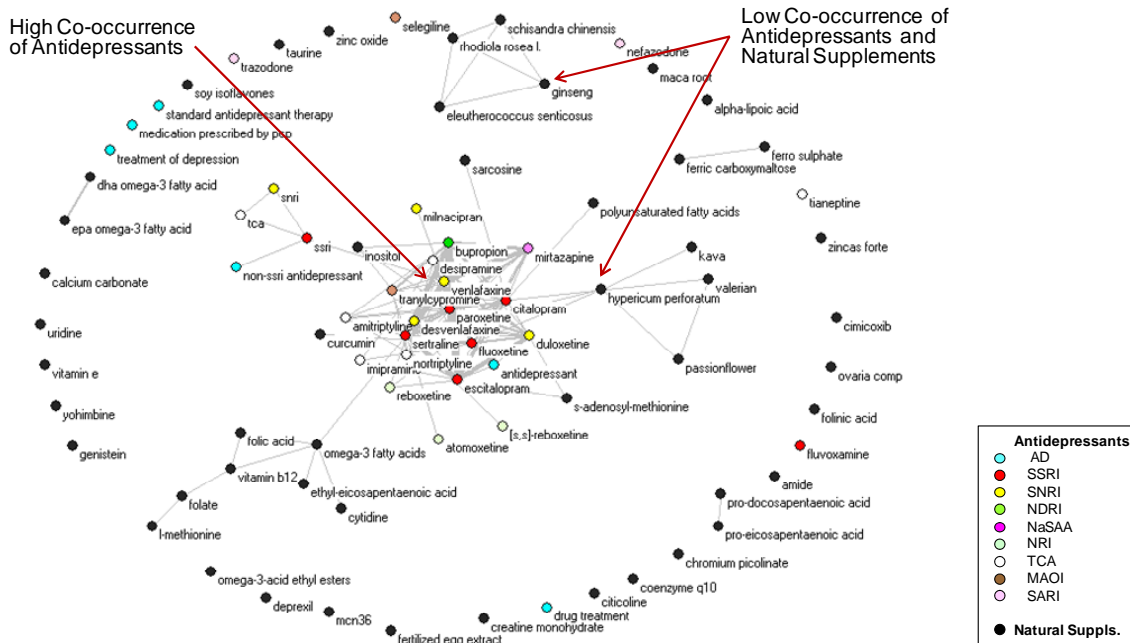 High Co-occurrence
of Antidepressants
Low Co-occurrence of
Antidepressants and
Natural Supplements
selegiline
schisandra chinensis
zinc oxide
rhodiola rosea l.
nefazodone
taurine
trazodone
maca root
soy isoflavones
ginseng
alpha-lipoic acid
standard antidepressant therapy
eleutherococcus senticosus
medication prescribed by pcp
treatment of depression
ferro sulphate
ferric carboxymaltose
sarcosine
dha omega-3 fatty acid
snri
tianeptine
milnacipran
polyunsaturated fatty acids
tca
epa omega-3 fatty acid
ssri
inositol
bupropion
mirtazapine
kava
zincas forte
desipramine
non-ssri antidepressant
calcium carbonate
venlafaxine
valerian
tranylcypromine
hypericum perforatum
citalopram
paroxetine
amitriptyline
desvenlafaxine
cimicoxib
uridine
curcumin
sertraline
fluoxetine
duloxetine
nortriptyline
imipramine
passionflower
antidepressant
vitamin e
ovaria comp
escitalopram
reboxetine
s-adenosyl-methionine
yohimbine
folinic acid
[s,s]-reboxetine
folic acid
atomoxetine
omega-3 fatty acids
genistein
fluvoxamine
vitamin b12
amide
ethyl-eicosapentaenoic acid
pro-docosapentaenoic acid
folate
cytidine
l-methionine
pro-eicosapentaenoic acid
chromium picolinate
omega-3-acid ethyl esters
coenzyme q10
deprexil
citicoline
drug treatment
mcn36
creatine monohydrate
fertilized egg extract
Antidepressants
AD
SSRI
SNRI
NDRI
NaSAA
NRI
TCA
MAOI
SARI
Natural Suppls.